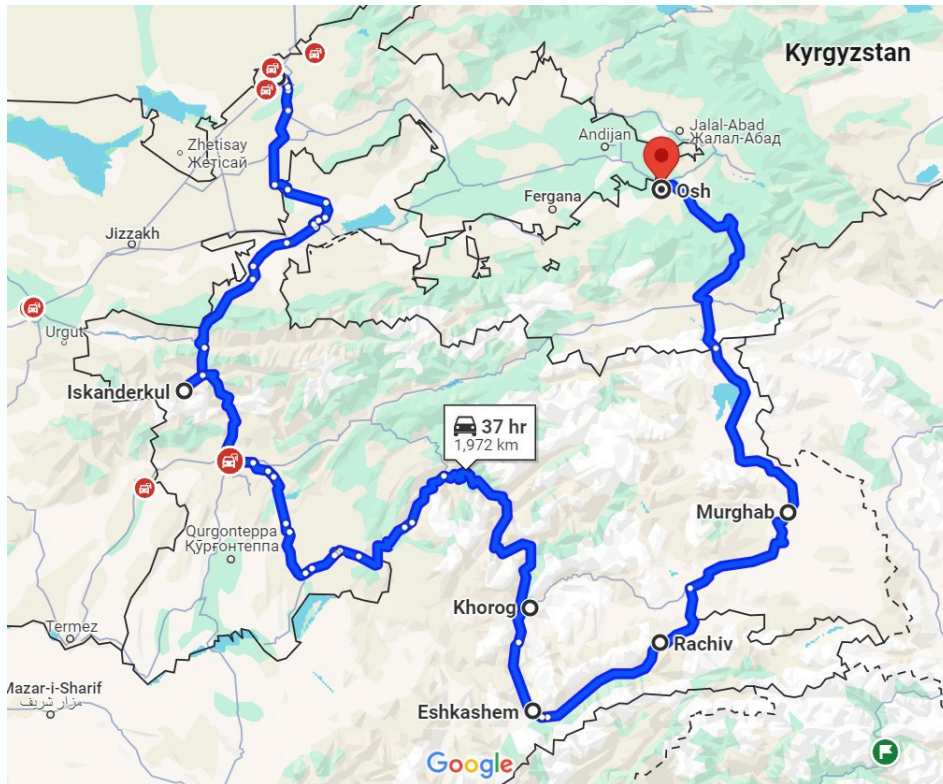 Kyrgyzstan
Zhetisay
Жетісай
Andijan
Jalal-Abad
Жалал-Абад
Osh
Fergana
Jizzakh
Urgut
Iskanderkul
37 hr
1,972 km
Murghab
Qurgonteppa
Қӯрғонтеппа
Khorog
Termez
Rachiv
Mazar-i-Sharif
مزار شریف
Eshkashem
Google